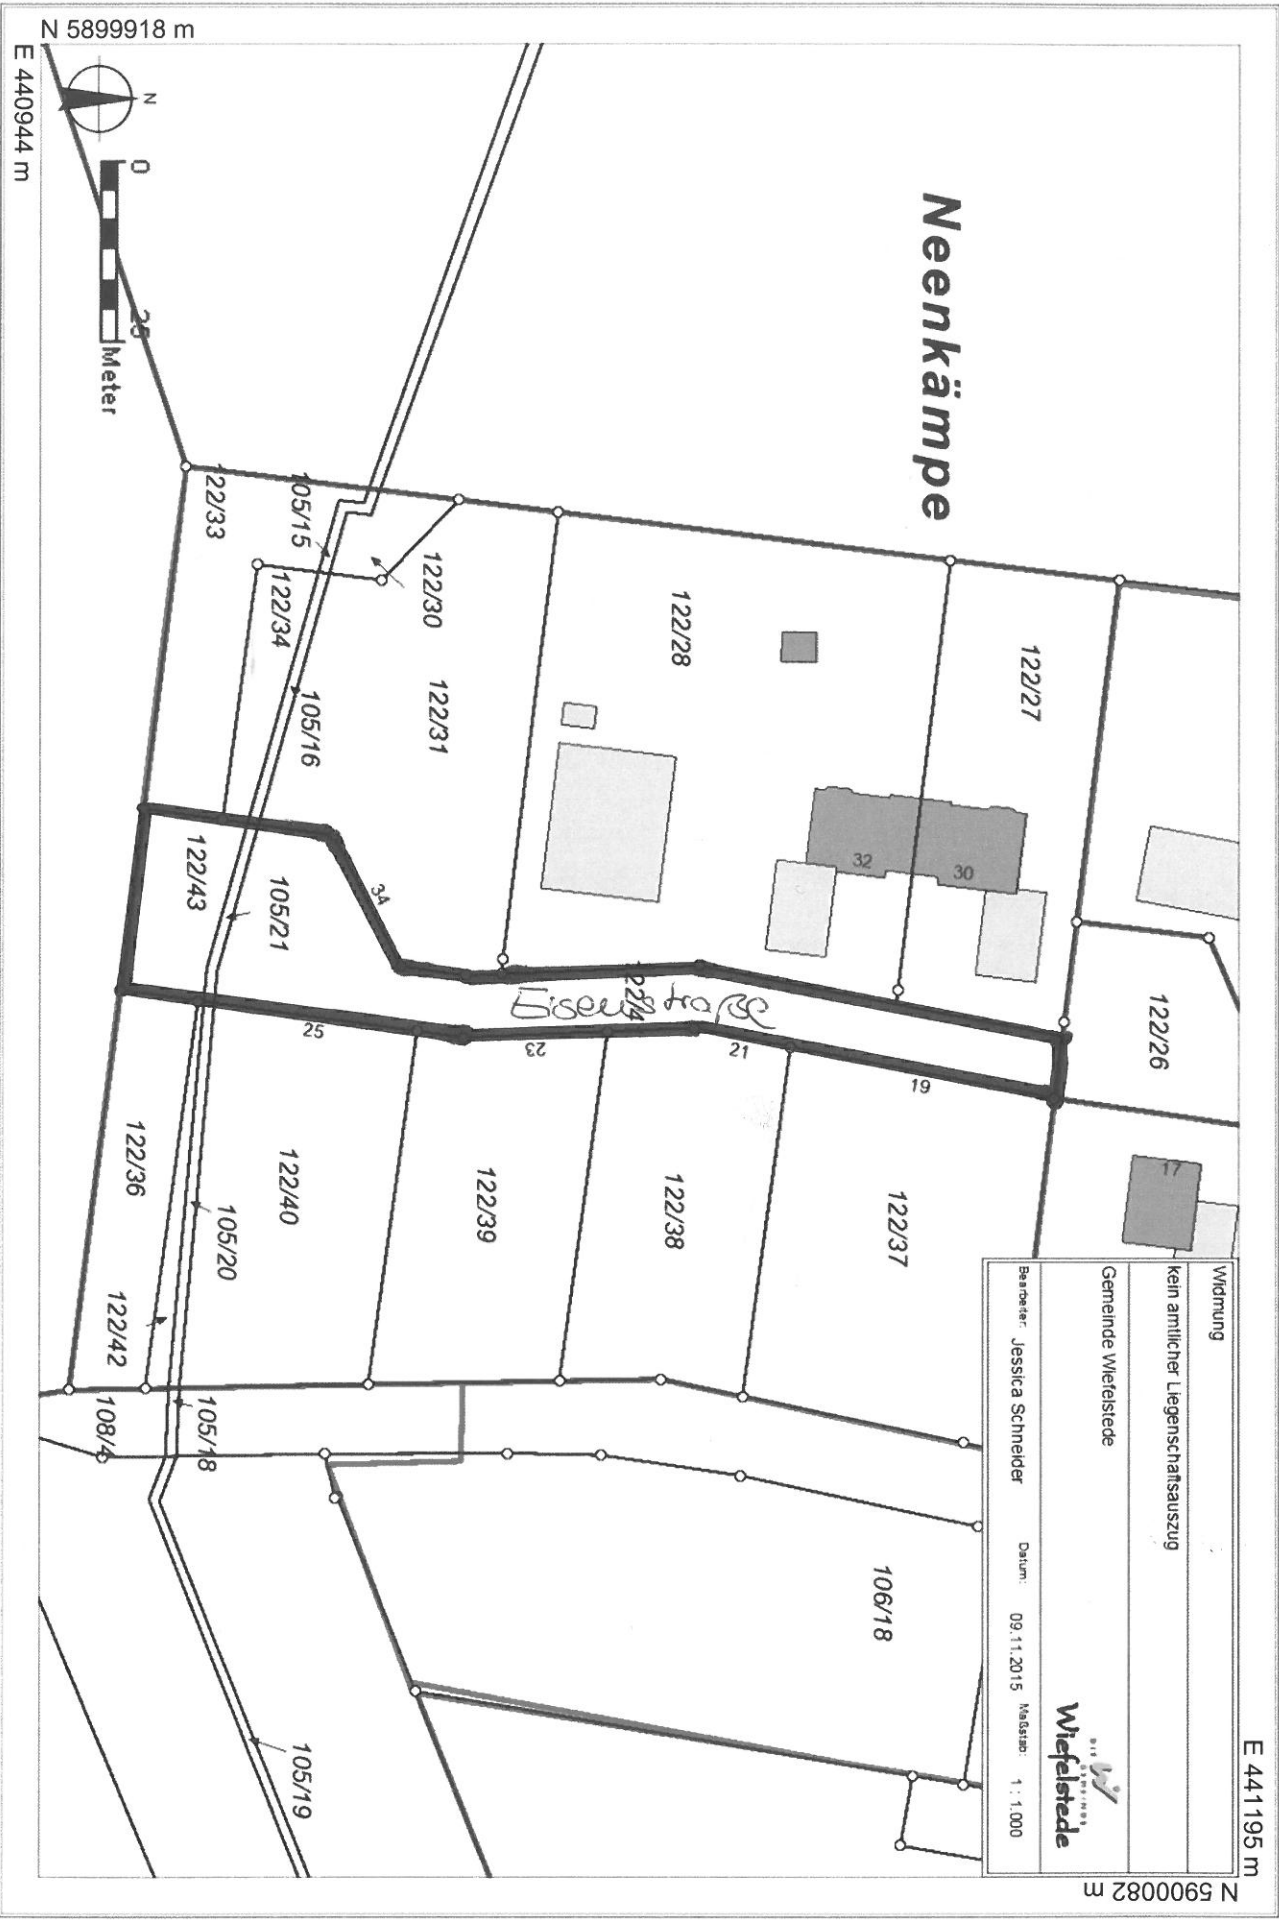 N 5899918 m
E 440944 m
N
0
25
Meter
Neenkämpe
122/33
105/15
122/34
122/30
105/16
122/31
122/28
122/27
32
30
122/43
105/21
34
Eisenstraße
122/26
25
23
21
19
17
122/36
105/20
122/42
122/40
122/39
122/38
122/37
108/4
105/18
106/18
105/19
Widmung
kein amtlicher Liegenschaftsauszug
Gemeinde Wiefelstede
DIE GEMEINDE
Wiefelstede
Bearbeiter: Jessica Schneider Datum: 09.11.2015 Maßstab: 1 : 1.000
E 441195 m
N 5900082 m